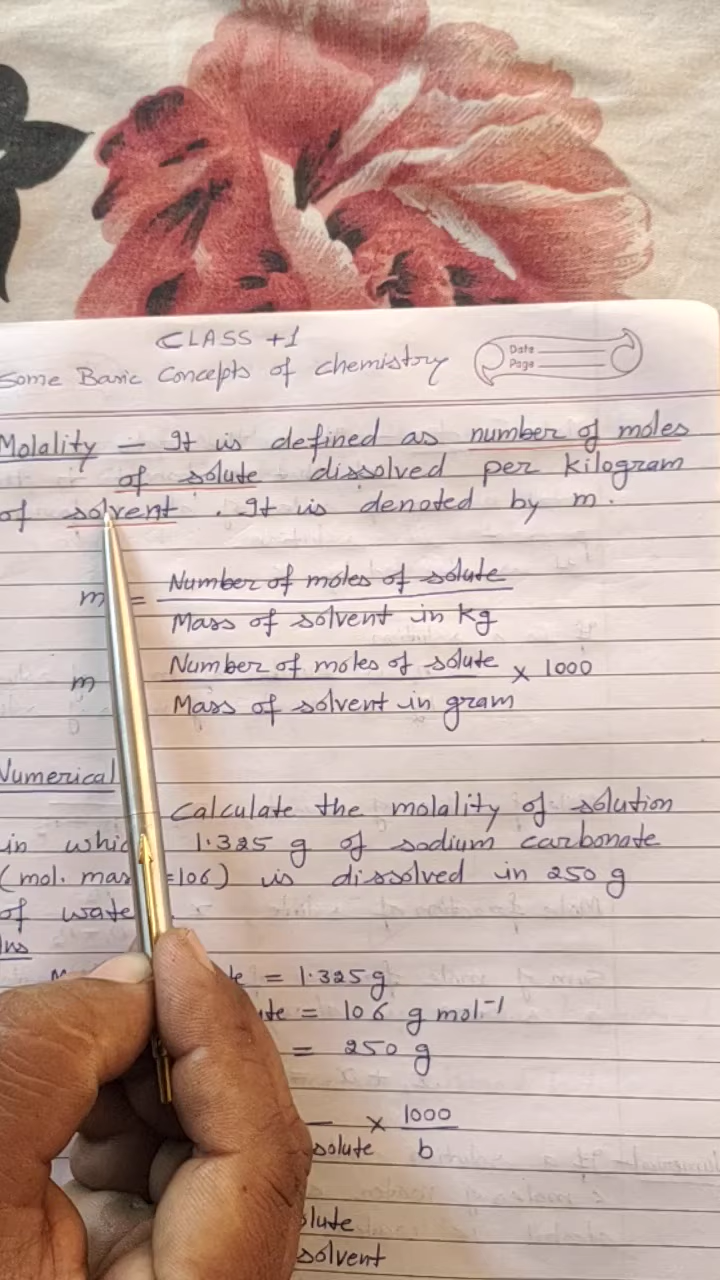 CLASS +1
Some Basic Concepts of Chemistry
Date
Page
Molality – It is defined as number of moles
of solute dissolved per kilogram
of solvent . It is denoted by m .
m = Number of moles of solute
Mass of solvent in kg
m Number of moles of solute × 1000
Mass of solvent in gram
Numerical
Calculate the molality of solution
in 1.325 g of sodium carbonate
(mol. =106) is dissolved in 250 g
of
Ans
= 1.325g
= 106 g mol.⁻¹
= 250 g
× 1000
solute b
solvent